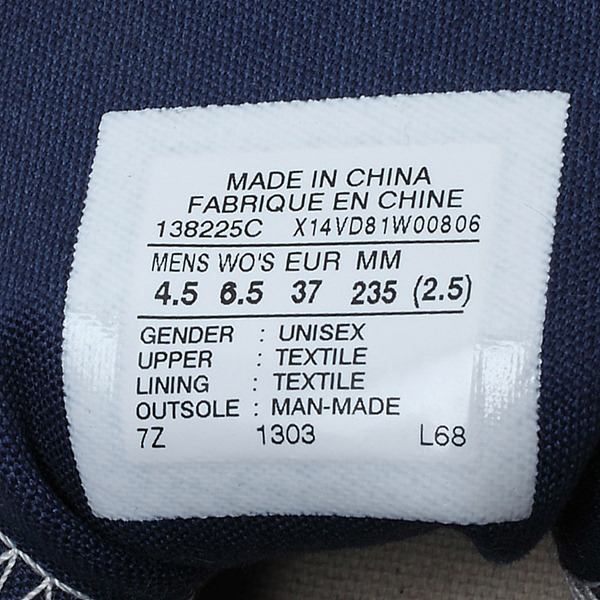 MADE IN CHINA
FABRIQUE EN CHINE
138225C X14VD81W00806
MENS WO'S EUR MM
4.5 6.5 37 235 (2.5)
GENDER : UNISEX
UPPER : TEXTILE
LINING : TEXTILE
OUTSOLE : MAN-MADE
7Z 1303 L68